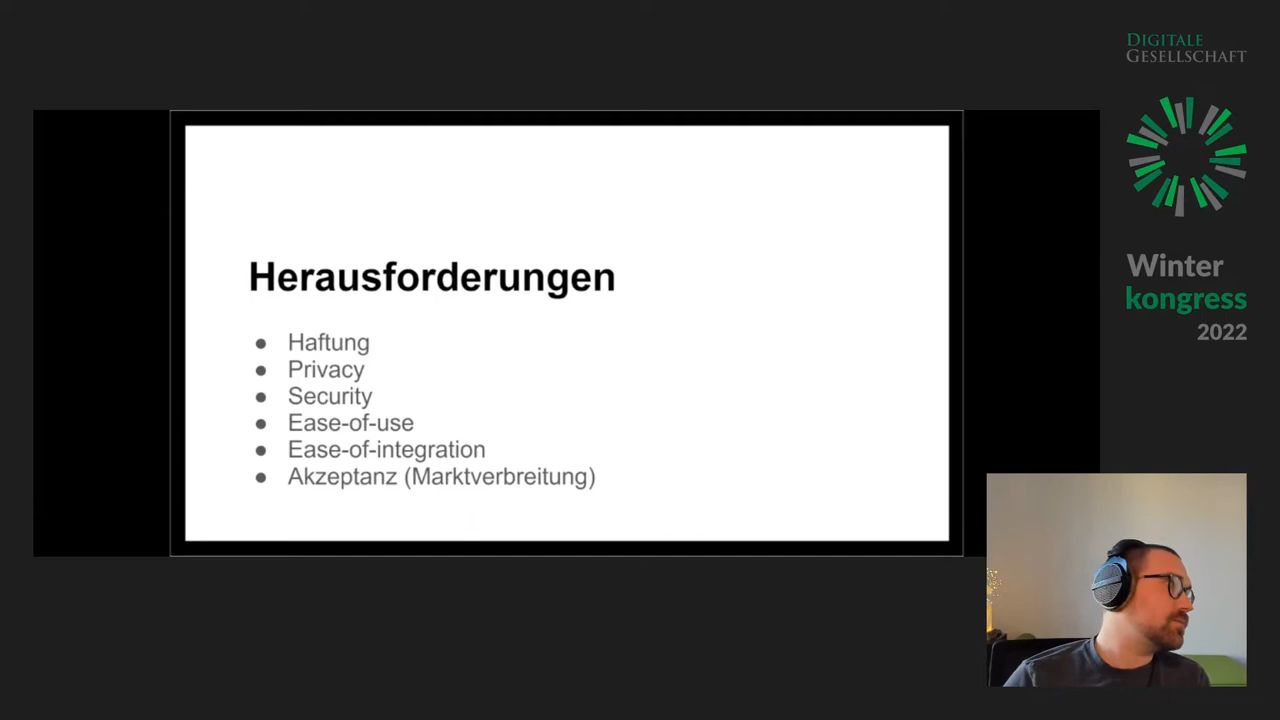 DIGITALE
GESELLSCHAFT
Winter
kongress
2022
Herausforderungen
● Haftung
● Privacy
● Security
● Ease-of-use
● Ease-of-integration
● Akzeptanz (Marktverbreitung)